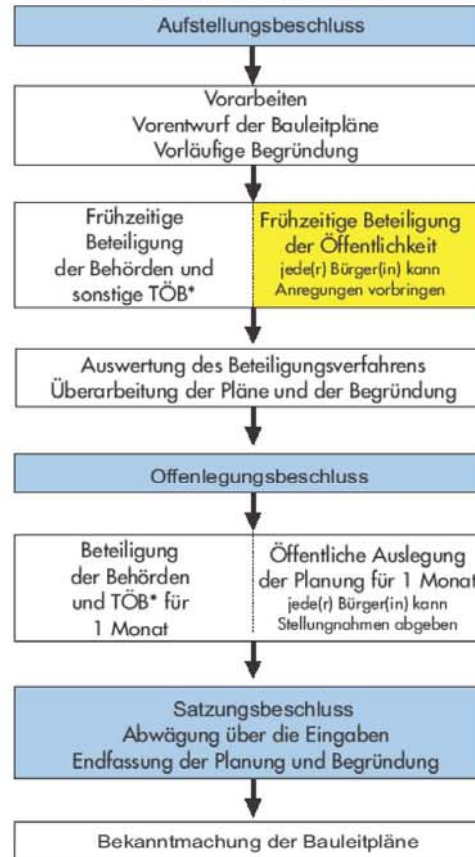 Aufstellungsbeschluss
Vorarbeiten
Vorentwurf der Bauleitpläne
Vorläufige Begründung
Frühzeitige
Beteiligung
der Behörden und
sonstige TÖB*
Frühzeitige Beteiligung
der Öffentlichkeit
jede(r) Bürger(in) kann
Anregungen vorbringen
Auswertung des Beteiligungsverfahrens
Überarbeitung der Pläne und der Begründung
Offenlegungsbeschluss
Beteiligung
der Behörden
und TÖB* für
1 Monat
Öffentliche Auslegung
der Planung für 1 Monat
jede(r) Bürger(in) kann
Stellungnahmen abgeben
Satzungsbeschluss
Abwägung über die Eingaben
Endfassung der Planung und Begründung
Bekanntmachung der Bauleitpläne